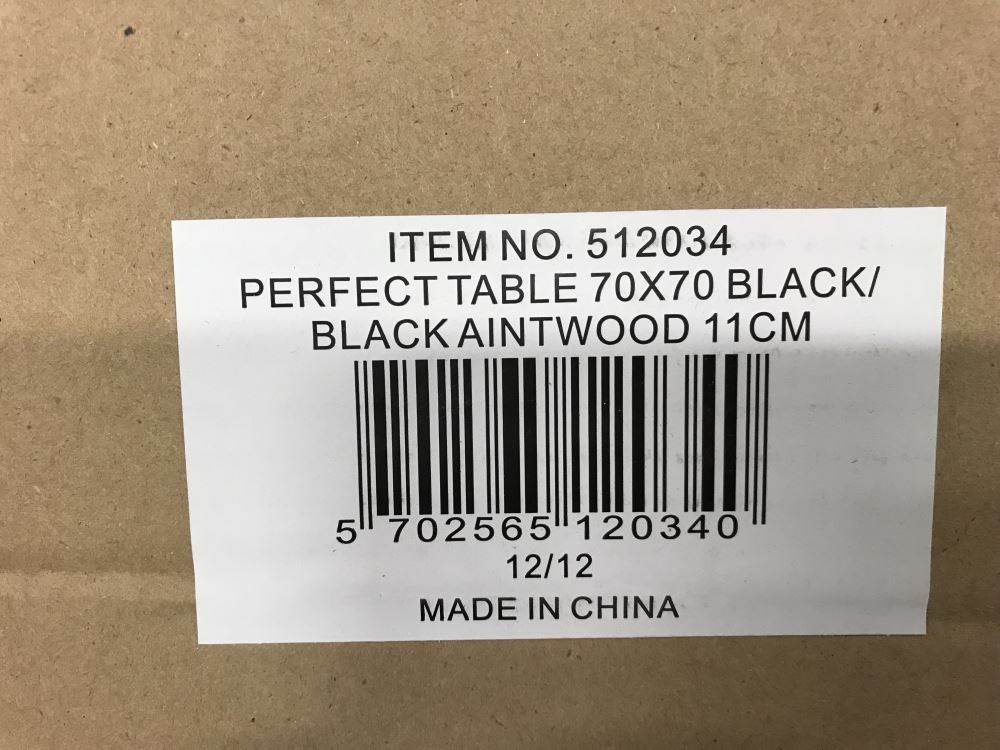 ITEM NO. 512034
PERFECT TABLE 70X70 BLACK/
BLACK AINTWOOD 11CM
5 702565 120340
12/12
MADE IN CHINA